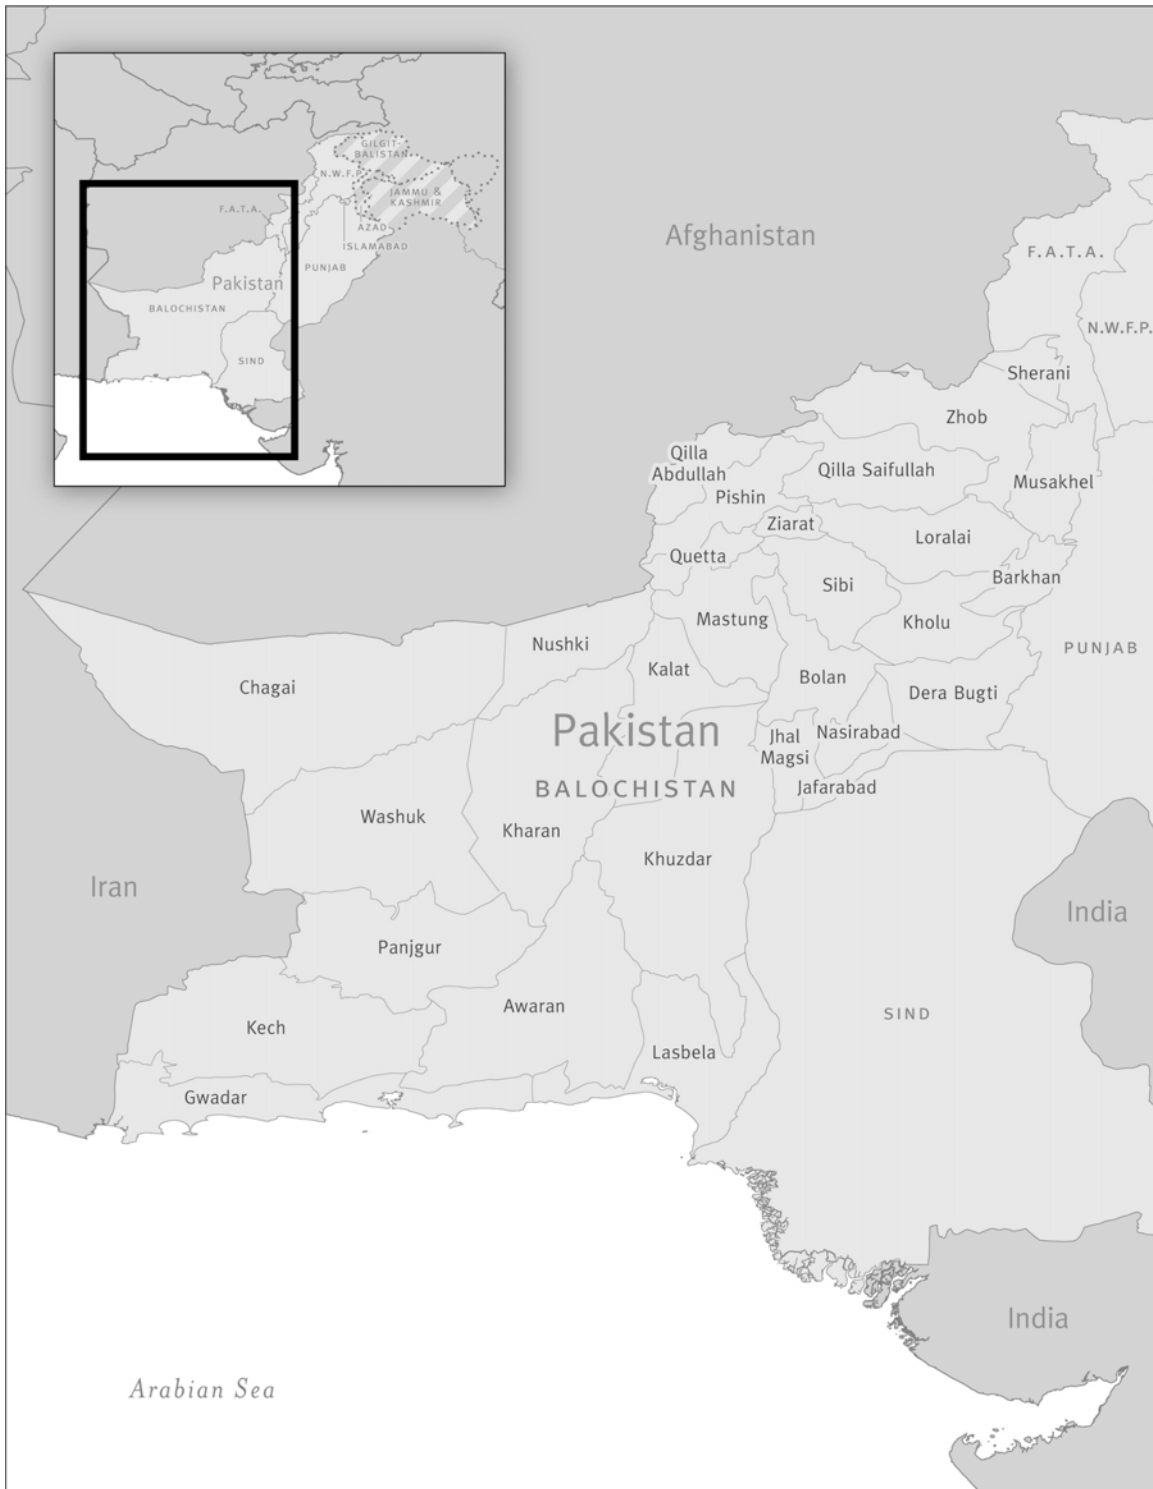 GILGIT-
BALISTAN
N.W.F.P.
JAMMU &
KASHMIR
F.A.T.A.
AZAD
ISLAMABAD
PUNJAB
Pakistan
BALOCHISTAN
SIND
Afghanistan
F.A.T.A.
N.W.F.P.
Sherani
Zhob
Qilla
Abdullah
Qilla Saifullah
Musakhel
Pishin
Ziarat
Loralai
Quetta
Barkhan
Sibi
Mastung
Kholu
Nushki
PUNJAB
Kalat
Bolan
Chagai
Dera Bugti
Pakistan
Nasirabad
Jhal
Magsi
BALOCHISTAN
Jafarabad
Washuk
Kharan
Khuzdar
Iran
India
Panjgur
Awaran
SIND
Kech
Lasbela
Gwadar
India
Arabian Sea